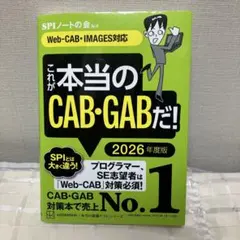 SPIノートの会 編著
Web-CAB・IMAGES対応
これが
本当の
CAB・GABだ!
2026年度版
SPIとは
大きく違う!
プログラマー、
SE志望者は
「Web-CAB」対策必須!
CAB・GAB
対策本で売上
No.1